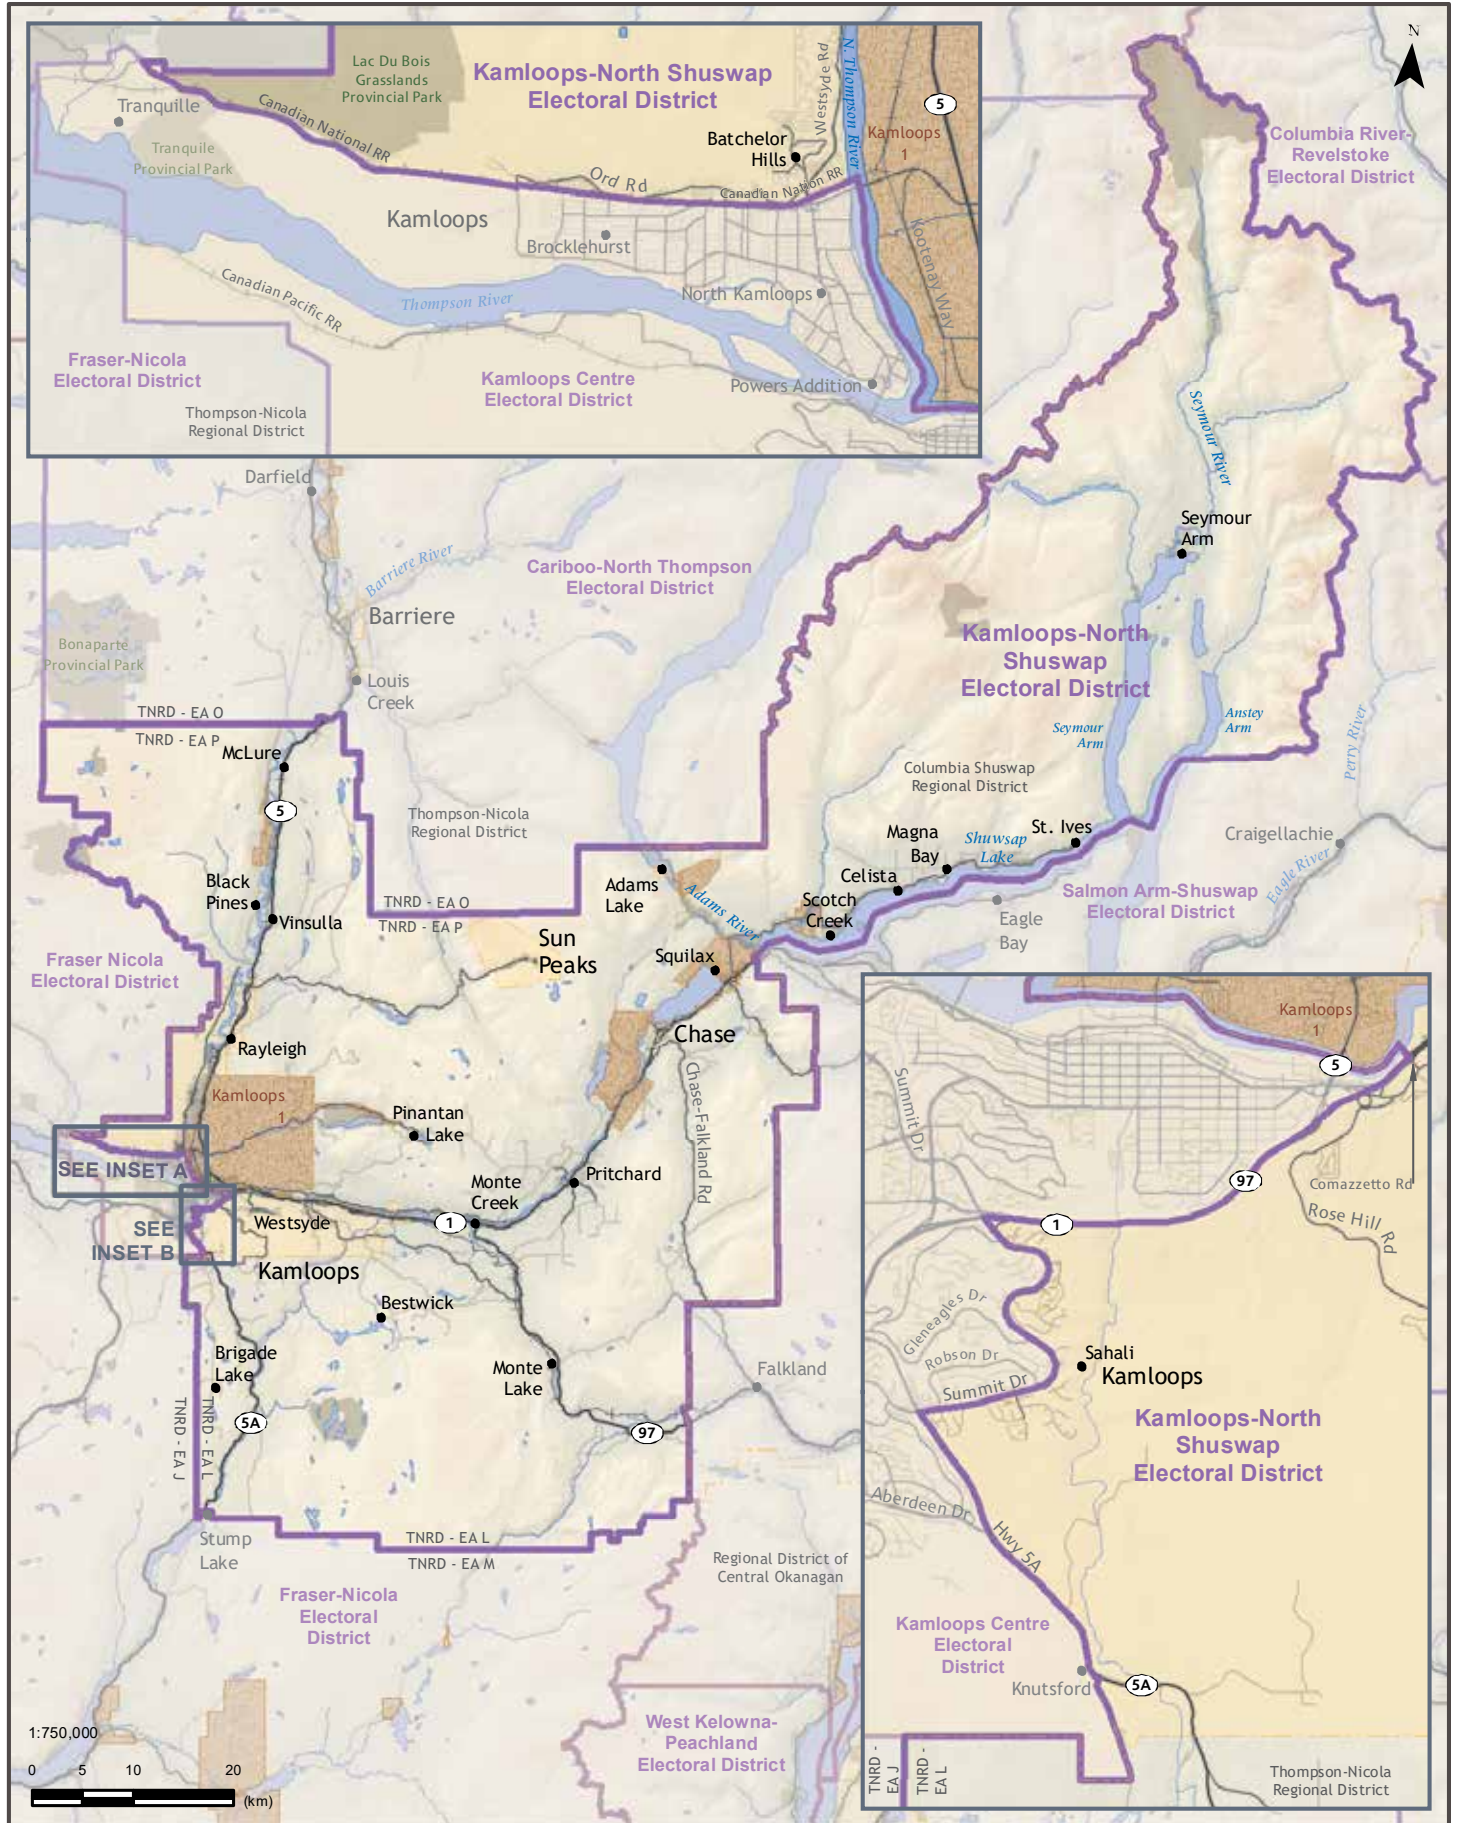 Lac Du Bois
Grasslands
Provincial Park
Kamloops-North Shuswap
Electoral District
Westsyde Rd
N. Thompson River
5
Kamloops
1
Tranquille
Canadian National RR
Tranquile
Provincial Park
Batchelor
Hills
Ord Rd
Canadian Nation RR
Kamloops
Brocklehurst
Kootenay Way
Canadian Pacific RR
Thompson River
North Kamloops
Fraser-Nicola
Electoral District
Kamloops Centre
Electoral District
Powers Addition
Thompson-Nicola
Regional District
N
Columbia River-
Revelstoke
Electoral District
Seymour River
Seymour
Arm
Darfield
Barriere River
Cariboo-North Thompson
Electoral District
Barriere
Bonaparte
Provincial Park
Louis
Creek
Kamloops-North
Shuswap
Electoral District
Seymour
Arm
Anstey
Arm
Perry River
TNRD - EA O
TNRD - EA P
McLure
5
Columbia Shuswap
Regional District
Thompson-Nicola
Regional District
Magna
Bay
Shuwsap
Lake
St. Ives
Craigellachie
Eagle River
Celista
Salmon Arm-Shuswap
Electoral District
Adams
Lake
Adams River
Scotch
Creek
Eagle
Bay
Black
Pines
Vinsulla
TNRD - EA O
TNRD - EA P
Sun
Peaks
Squilax
Fraser Nicola
Electoral District
Chase
Rayleigh
Chase-Falkland Rd
Kamloops
1
Pinantan
Lake
SEE INSET A
Pritchard
Monte
Creek
1
SEE
INSET B
Westsyde
Kamloops
Bestwick
Brigade
Lake
Monte
Lake
Falkland
TNRD - EA J
TNRD - EA L
5A
97
Stump
Lake
TNRD - EA L
TNRD - EA M
Regional District of
Central Okanagan
Fraser-Nicola
Electoral
District
West Kelowna-
Peachland
Electoral District
1:750,000
0 5 10 20
(km)
Kamloops
1
5
Summit Dr
97
Comazzetto Rd
Rose Hill Rd
1
Gleneagles Dr
Robson Dr
Summit Dr
Sahali
Kamloops
Kamloops-North
Shuswap
Electoral District
Aberdeen Dr
Hwy 5A
Kamloops Centre
Electoral
District
Knutsford
5A
TNRD -
EA J
TNRD -
EA L
Thompson-Nicola
Regional District